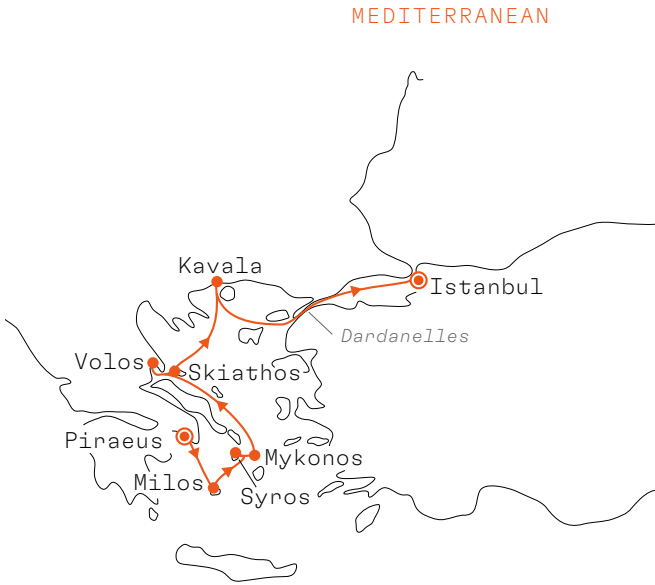 MEDITERRANEAN
Kavala
Istanbul
Dardanelles
Volos
Skiathos
Piraeus
Mykonos
Milos
Syros